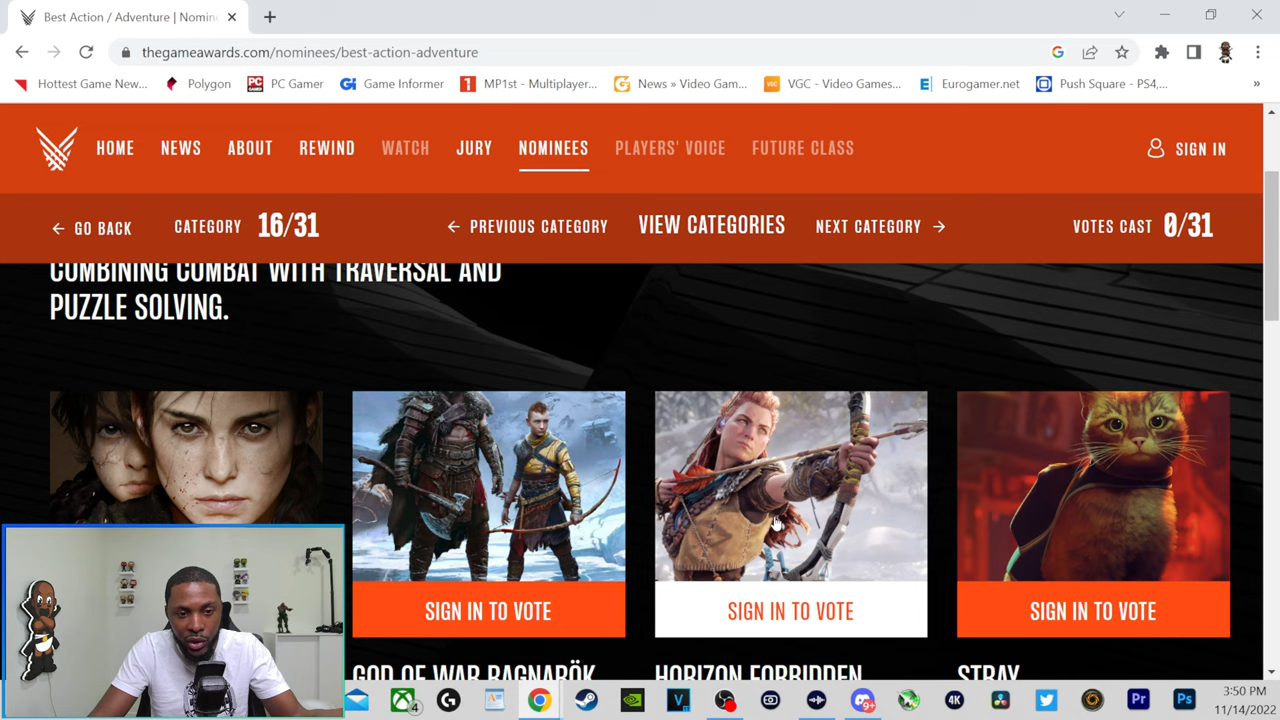 Best Action / Adventure | Nomin
thegameawards.com/nominees/best-action-adventure
Hottest Game New...
Polygon
PC Gamer
Game Informer
MP1st - Multiplayer...
News » Video Gam...
VGC - Video Games...
Eurogamer.net
Push Square - PS4,...
»
HOME
NEWS
ABOUT
REWIND
WATCH
JURY
NOMINEES
PLAYERS' VOICE
FUTURE CLASS
SIGN IN
← GO BACK
CATEGORY 16/31
← PREVIOUS CATEGORY
VIEW CATEGORIES
NEXT CATEGORY →
VOTES CAST 0/31
COMBINING COMBAT WITH TRAVERSAL AND
PUZZLE SOLVING.
SIGN IN TO VOTE
SIGN IN TO VOTE
SIGN IN TO VOTE
GOD OF WAR RAGNARÖK
HORIZON FORBIDDEN
STRAY
3:50 PM
11/14/2022